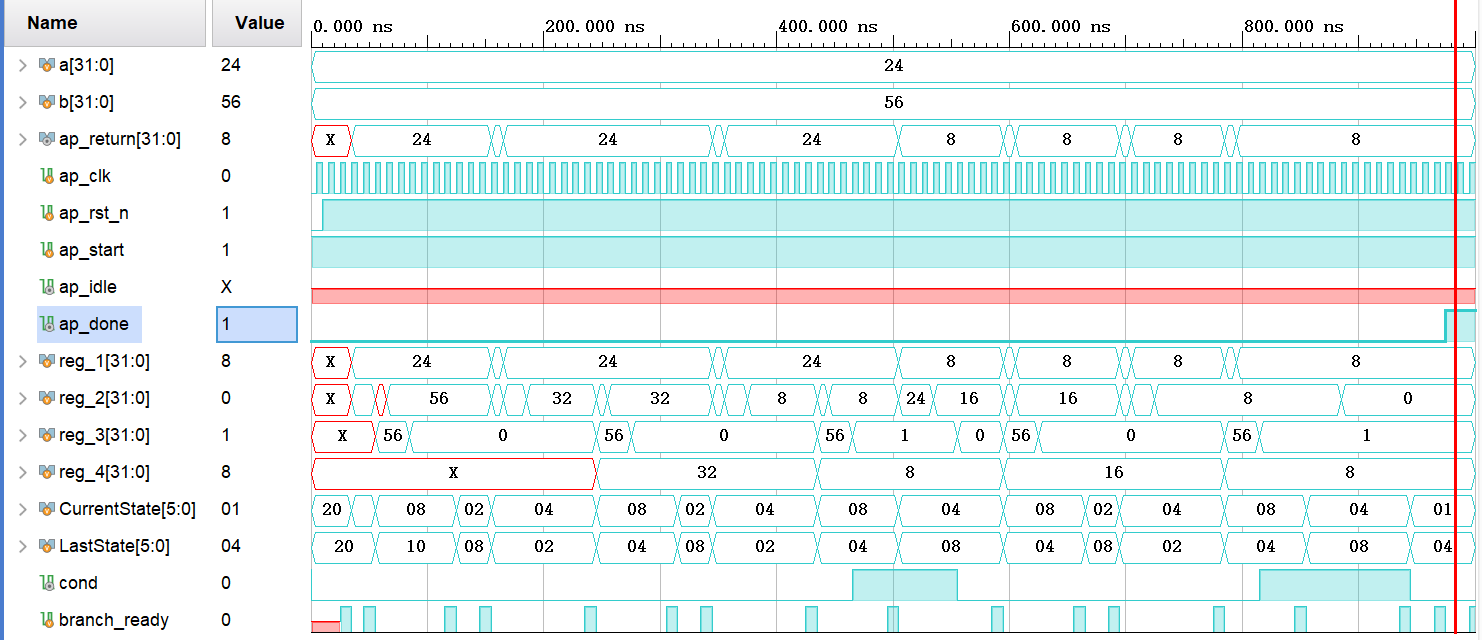 Name Value 0.000 ns 200.000 ns 400.000 ns 600.000 ns 800.000 ns
a[31:0] 24 24
b[31:0] 56 56
ap_return[31:0] 8 X 24 24 24 8 8 8 8
ap_clk 0
ap_rst_n 1
ap_start 1
ap_idle X
ap_done 1
reg_1[31:0] 8 X 24 24 24 8 8 8 8
reg_2[31:0] 0 X 56 32 32 8 8 24 16 16 8 0
reg_3[31:0] 1 X 56 0 56 0 56 1 0 56 0 56 1
reg_4[31:0] 8 X 32 8 16 8
CurrentState[5:0] 01 20 08 02 04 08 02 04 08 04 08 02 04 08 04 01
LastState[5:0] 04 20 10 08 02 04 08 02 04 08 04 08 02 04 08 04
cond 0
branch_ready 0